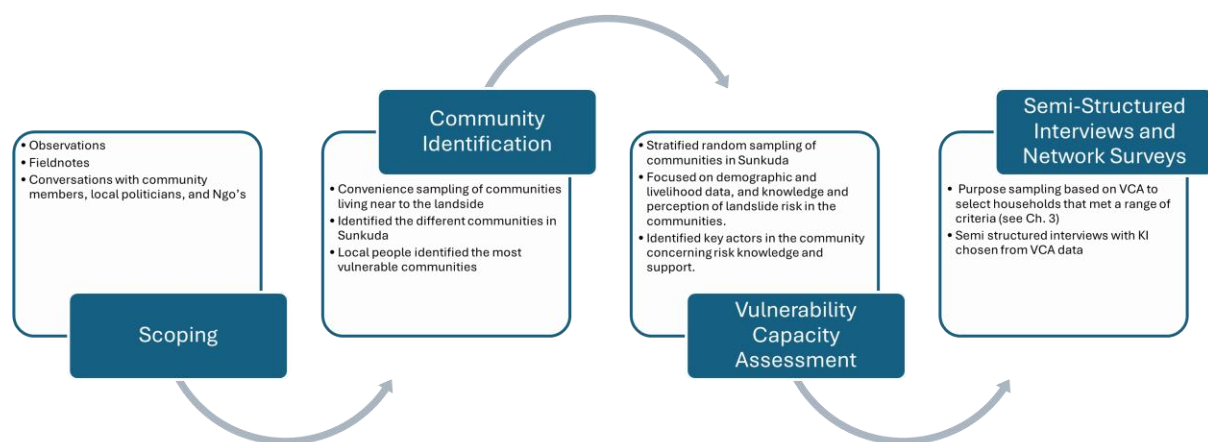 • Observations
• Fieldnotes
• Conversations with community
members, local politicians, and Ngo's
Scoping
Community
Identification
• Convenience sampling of communities
living near to the landside
• Identified the different communities in
Sunkuda
• Local people identified the most
vulnerable communities
• Stratified random sampling of
communities in Sunkuda
• Focused on demographic and
livelihood data, and knowledge and
perception of landslide risk in the
communities.
• Identified key actors in the community
concerning risk knowledge and
support.
Vulnerability
Capacity
Assessment
Semi-Structured
Interviews and
Network Surveys
• Purpose sampling based on VCA to
select households that met a range of
criteria (see Ch. 3)
• Semi structured interviews with KI
chosen from VCA data